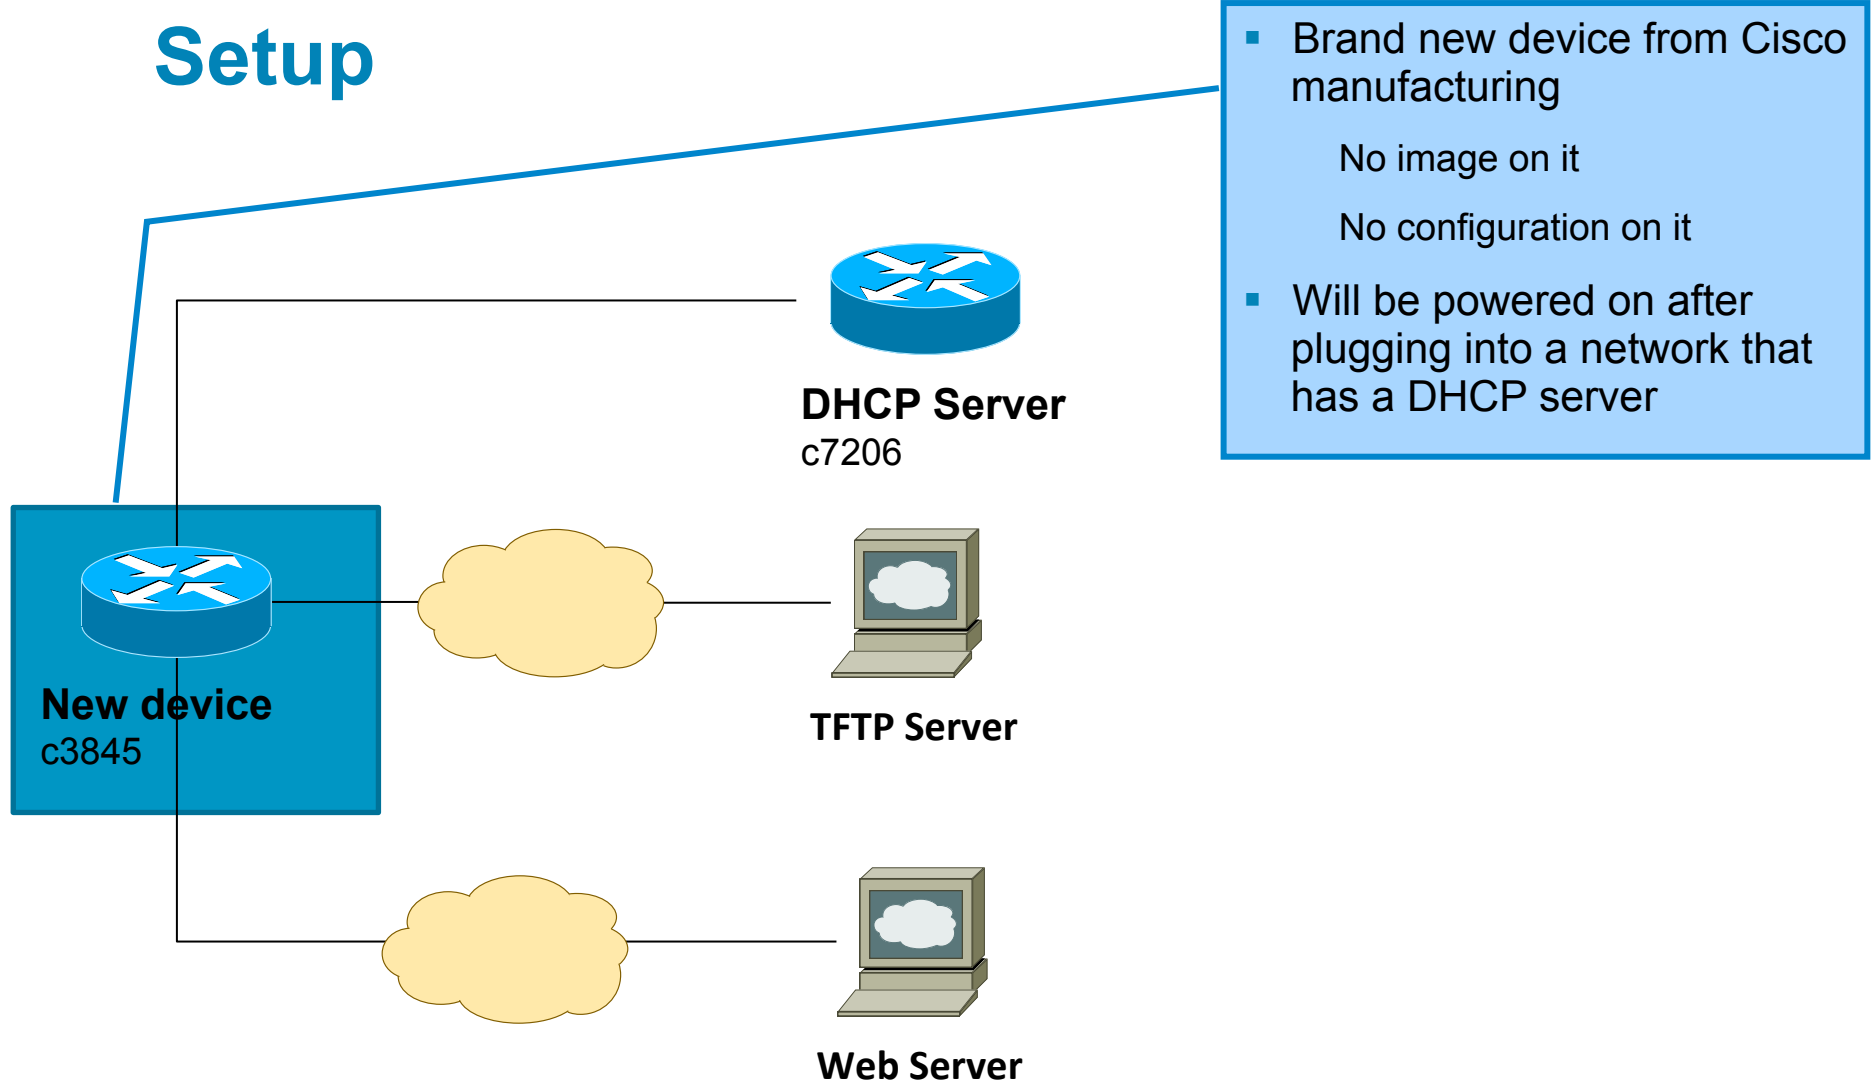 Setup
Brand new device from Cisco
manufacturing
No image on it
No configuration on it
Will be powered on after
plugging into a network that
has a DHCP server
DHCP Server
c7206
New device
c3845
TFTP Server
Web Server